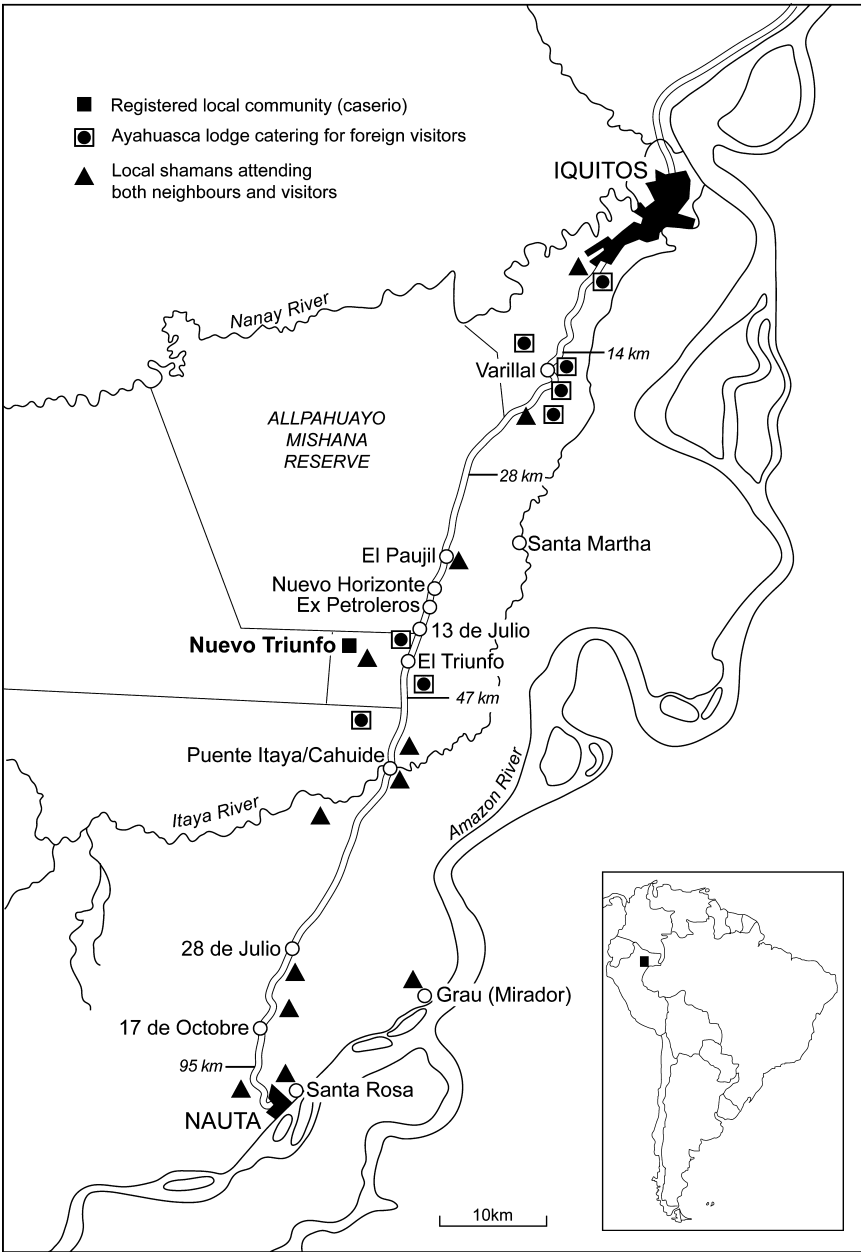 Registered local community (caserio)
Ayahuasca lodge catering for foreign visitors
Local shamans attending
both neighbours and visitors
IQUITOS
Nanay River
14 km
Varillal
ALLPAHUAYO
MISHANA
RESERVE
28 km
El Paujil
Santa Martha
Nuevo Horizonte
Ex Petroleros
13 de Julio
Nuevo Triunfo
El Triunfo
47 km
Puente Itaya/Cahuide
Itaya River
Amazon River
28 de Julio
Grau (Mirador)
17 de Octobre
95 km
Santa Rosa
NAUTA
10km